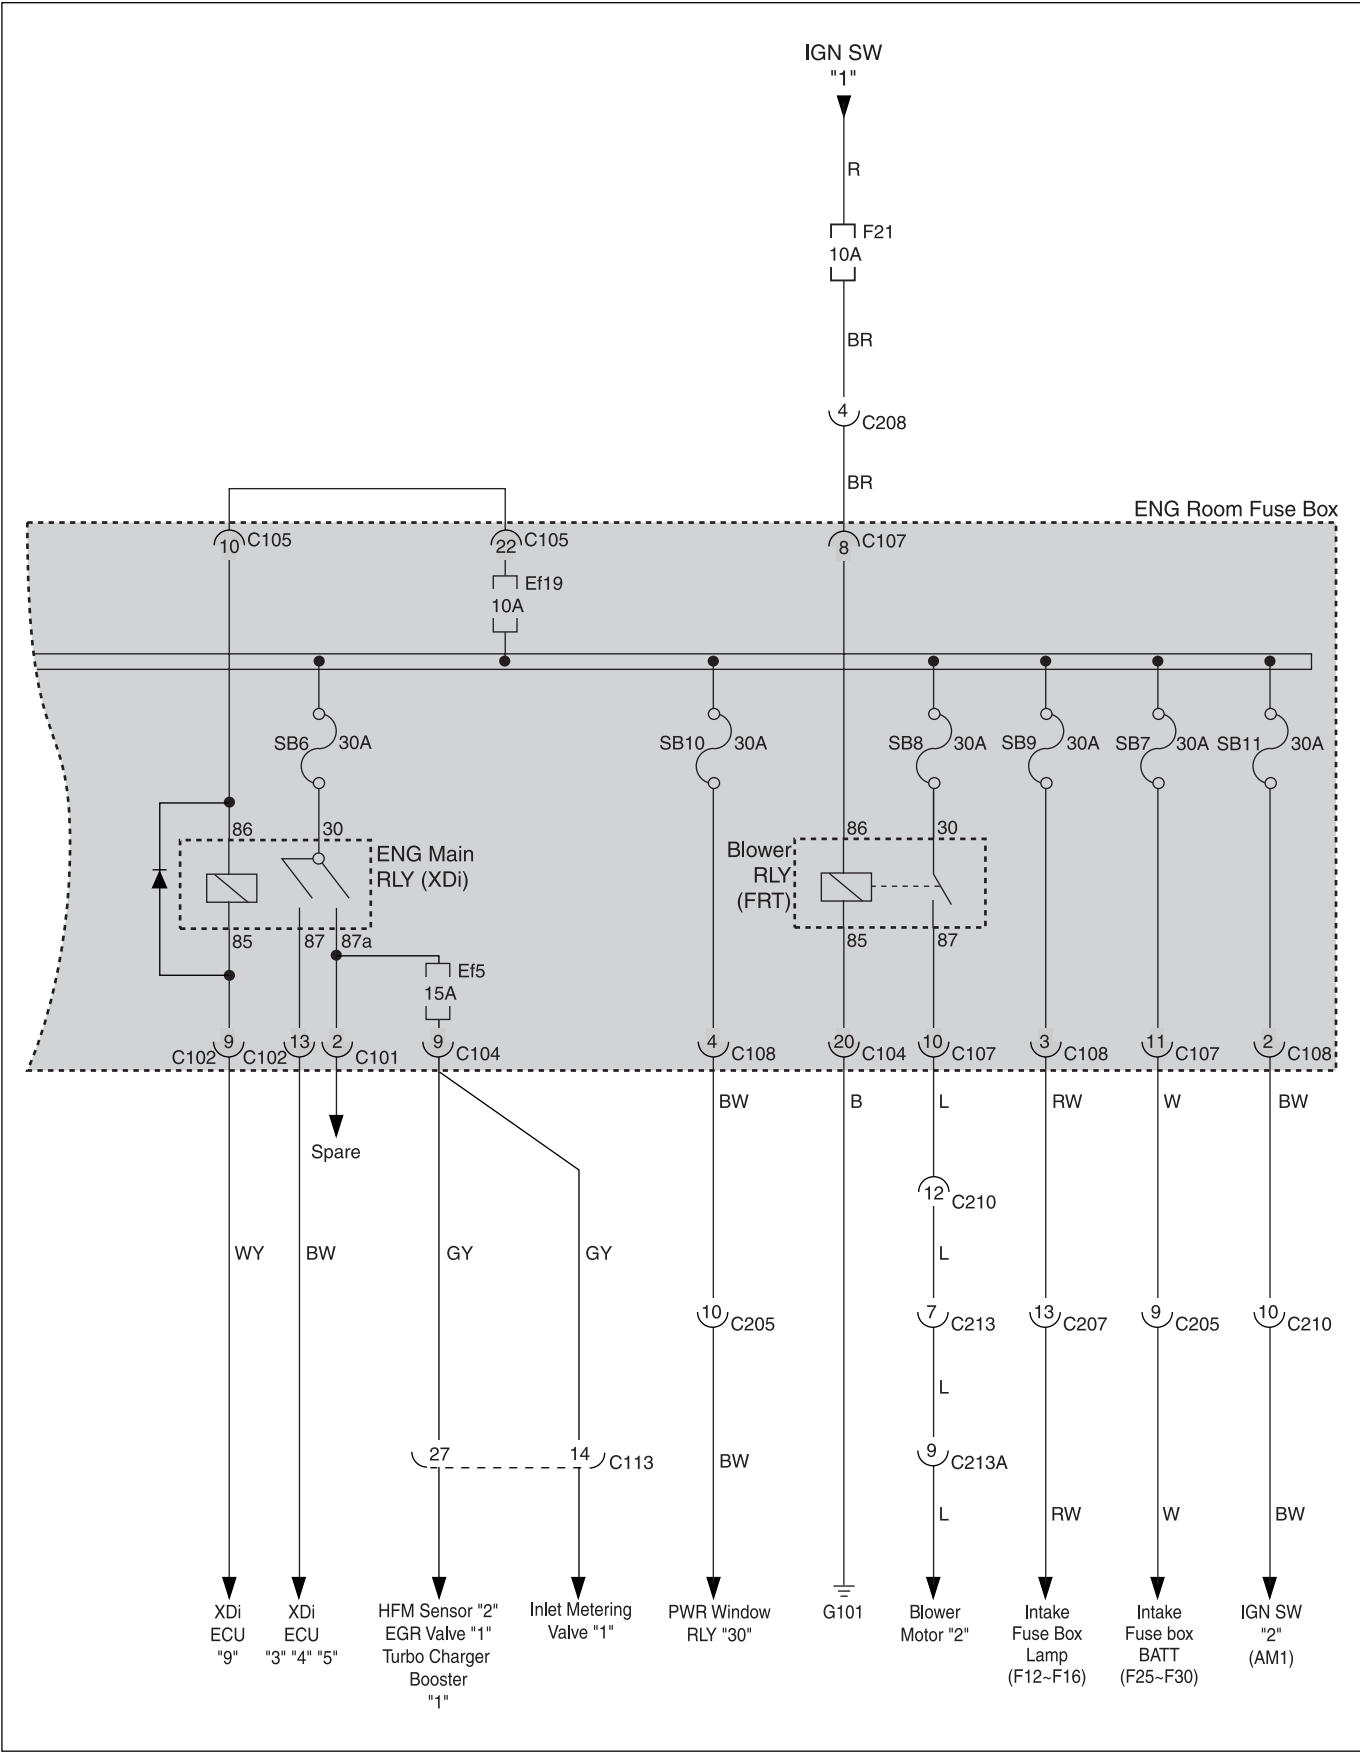 IGN SW
"1"
R
F21
10A
BR
4
C208
BR
ENG Room Fuse Box
10 C105
22 C105
8 C107
Ef19
10A
SB6 30A
SB10 30A
SB8 30A
SB9 30A
SB7 30A
SB11 30A
86 30
ENG Main
RLY (XDi)
85 87 87a
86 30
Blower
RLY
(FRT)
85 87
Ef5
15A
9
C102
13
C102
2
C101
9
C104
4
C108
20
C104
10
C107
3
C108
11
C107
2
C108
BW B L RW W BW
Spare
12
C210
WY BW GY GY L
10
C205
7
C213
13
C207
9
C205
10
C210
L
27 14 C113
9
C213A
BW
L RW W BW
XDi
ECU
"9"
XDi
ECU
"3" "4" "5"
HFM Sensor "2"
EGR Valve "1"
Turbo Charger
Booster
"1"
Inlet Metering
Valve "1"
PWR Window
RLY "30"
G101
Blower
Motor "2"
Intake
Fuse Box
Lamp
(F12~F16)
Intake
Fuse box
BATT
(F25~F30)
IGN SW
"2"
(AM1)